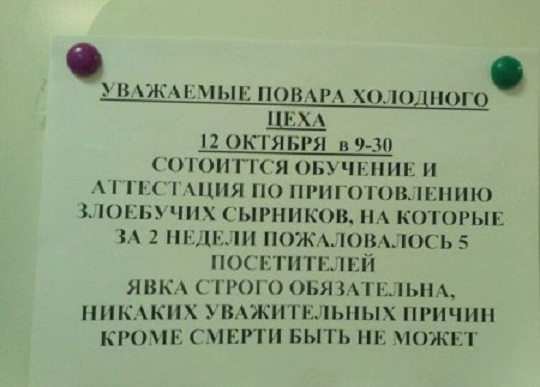 УВАЖАЕМЫЕ ПОВАРА ХОЛОДНОГО
ЦЕХА
12 ОКТЯБРЯ в 9-30
СОТОИТТСЯ ОБУЧЕНИЕ И
АТТЕСТАЦИЯ ПО ПРИГОТОВЛЕНИЮ
ЗЛОЕБУЧИХ СЫРНИКОВ, НА КОТОРЫЕ
ЗА 2 НЕДЕЛИ ПОЖАЛОВАЛОСЬ 5
ПОСЕТИТЕЛЕЙ
ЯВКА СТРОГО ОБЯЗАТЕЛЬНА,
НИКАКИХ УВАЖИТЕЛЬНЫХ ПРИЧИН
КРОМЕ СМЕРТИ БЫТЬ НЕ МОЖЕТ